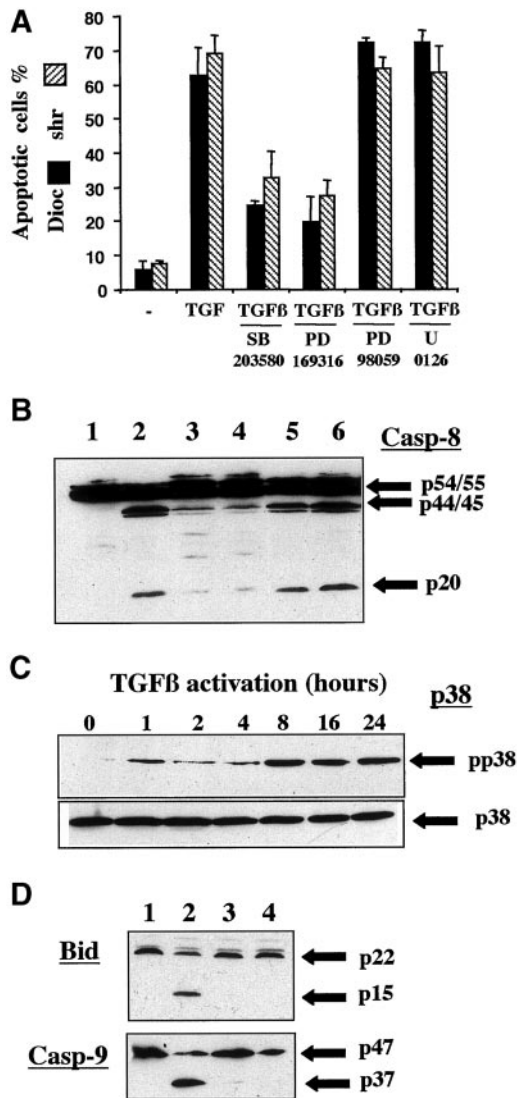 A
Apoptotic cells %
Dioc shr
70
60
50
40
30
20
10
0
- TGF TGFß TGFß TGFß TGFß
SB PD PD U
203580 169316 98059 0126
B
1 2 3 4 5 6 Casp-8
p54/55
p44/45
p20
C
TGFß activation (hours) p38
0 1 2 4 8 16 24
pp38
p38
D
1 2 3 4
Bid
p22
p15
Casp-9
p47
p37